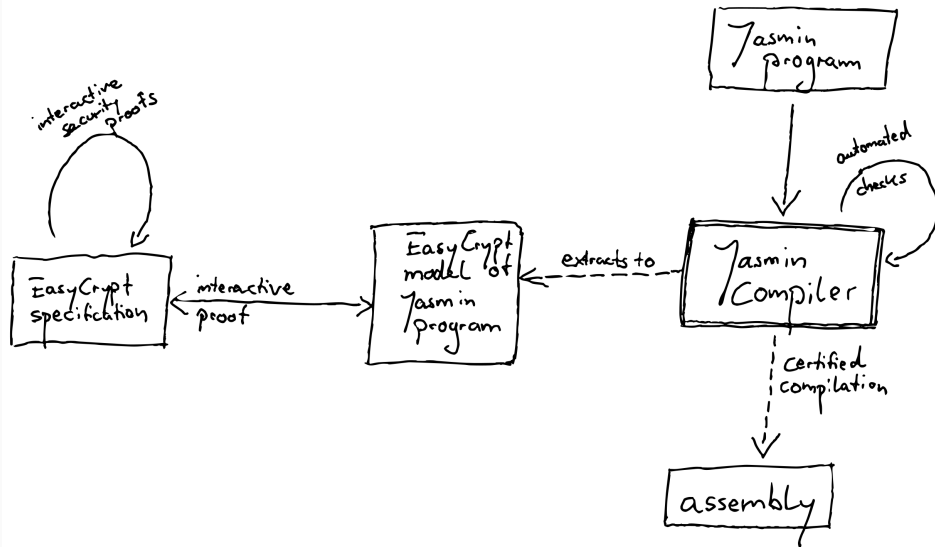 Jasmin
program
interactive
security
proofs
automated
checks
EasyCrypt
model of
Jasmin
program
extracts to
Jasmin
Compiler
EasyCrypt
specification
interactive
proof
Certified
compilation
assembly